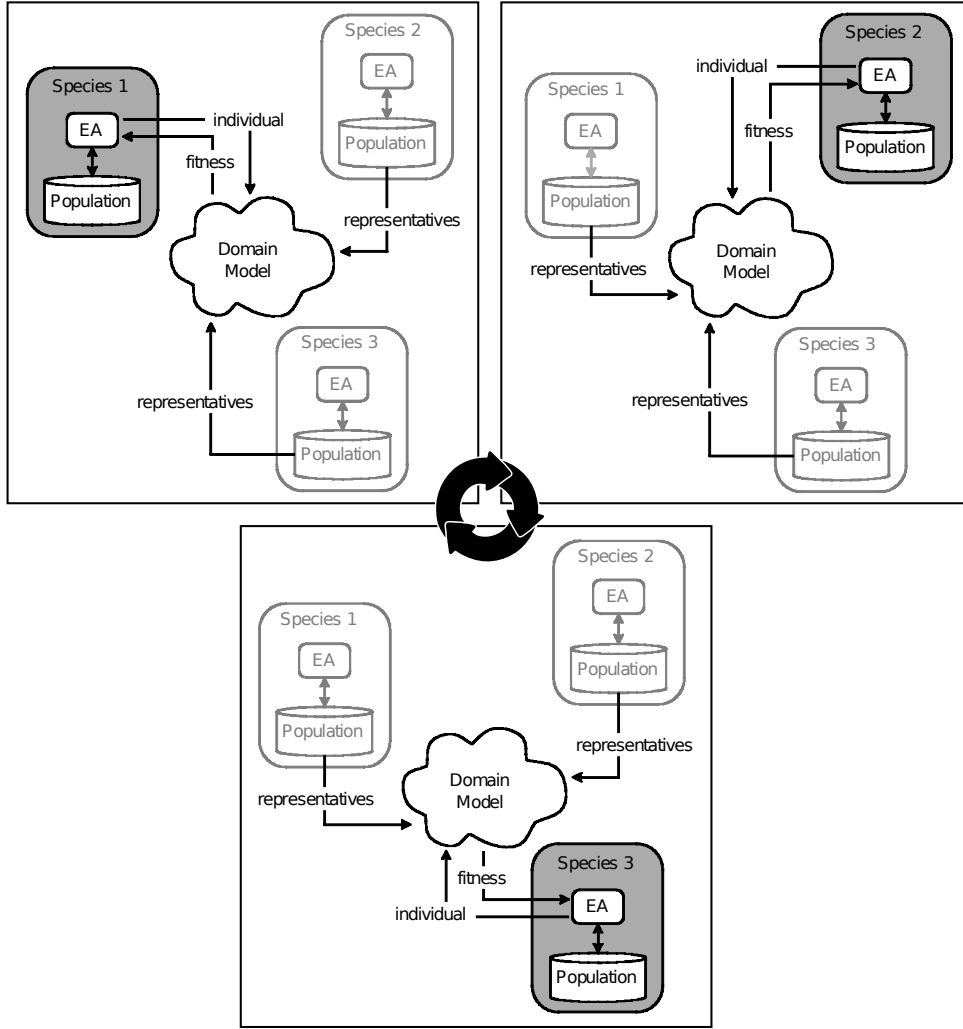 Species 2
EA
Population
Species 1
EA
Population
individual
fitness
representatives
Domain
Model
Species 3
EA
Population
representatives
Species 2
EA
Population
individual
fitness
Species 1
EA
Population
representatives
Domain
Model
Species 3
EA
Population
representatives
Species 2
EA
Population
Species 1
EA
Population
representatives
representatives
Domain
Model
Species 3
EA
Population
fitness
individual